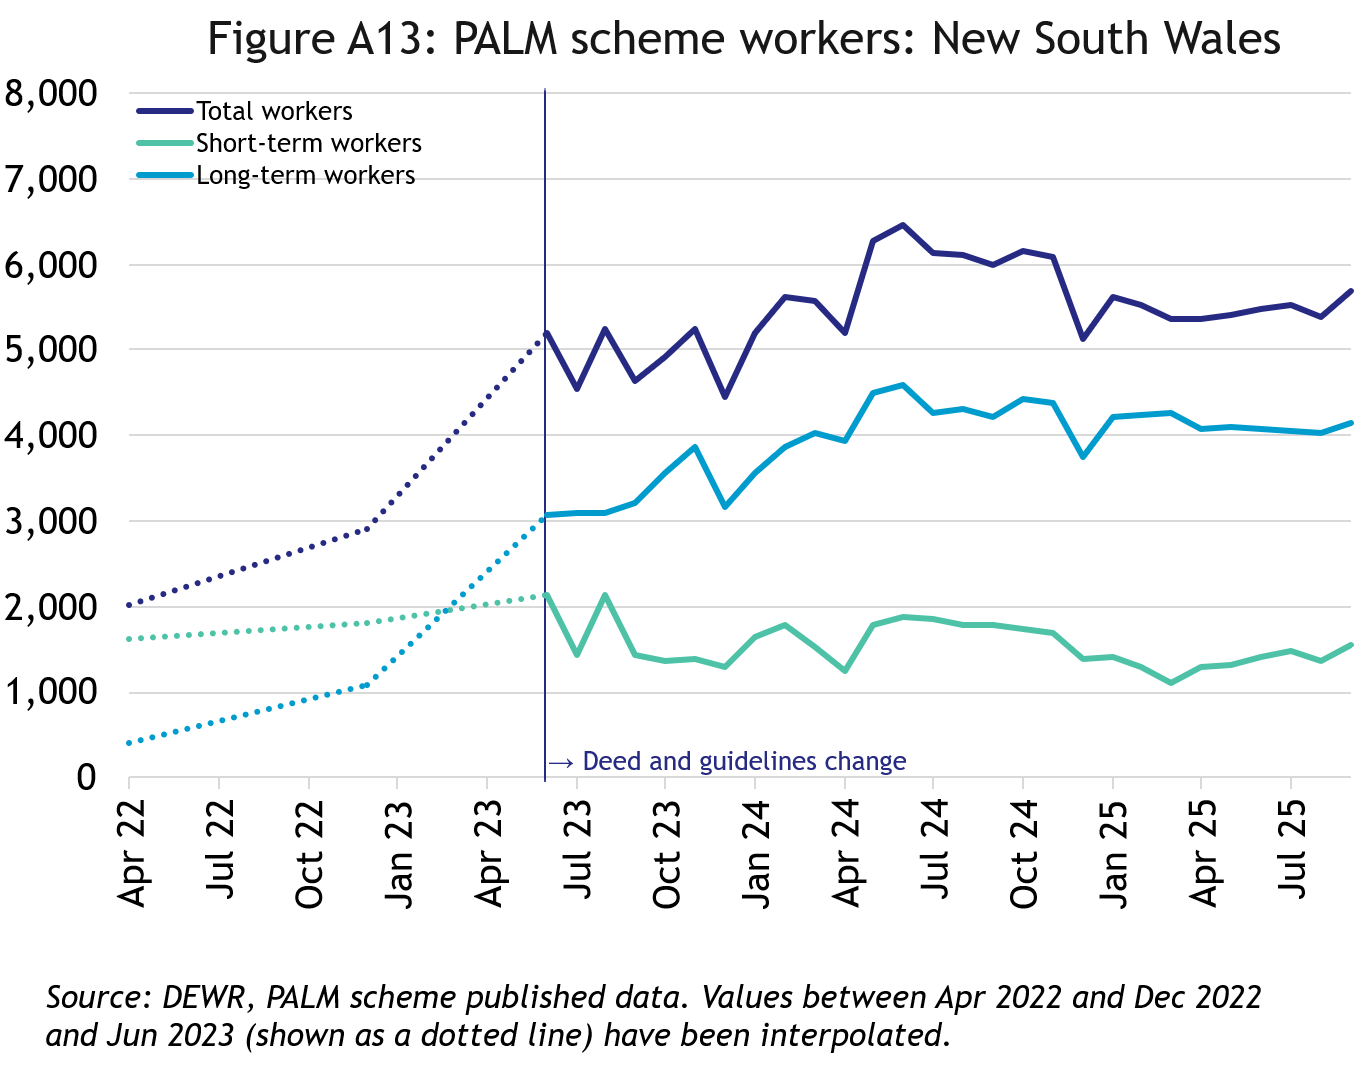 Figure A13: PALM scheme workers: New South Wales
8,000
7,000
6,000
5,000
4,000
3,000
2,000
1,000
0
Total workers
Short-term workers
Long-term workers
→ Deed and guidelines change
Apr 22
Jul 22
Oct 22
Jan 23
Apr 23
Jul 23
Oct 23
Jan 24
Apr 24
Jul 24
Oct 24
Jan 25
Apr 25
Jul 25
Source: DEWR, PALM scheme published data. Values between Apr 2022 and Dec 2022
and Jun 2023 (shown as a dotted line) have been interpolated.